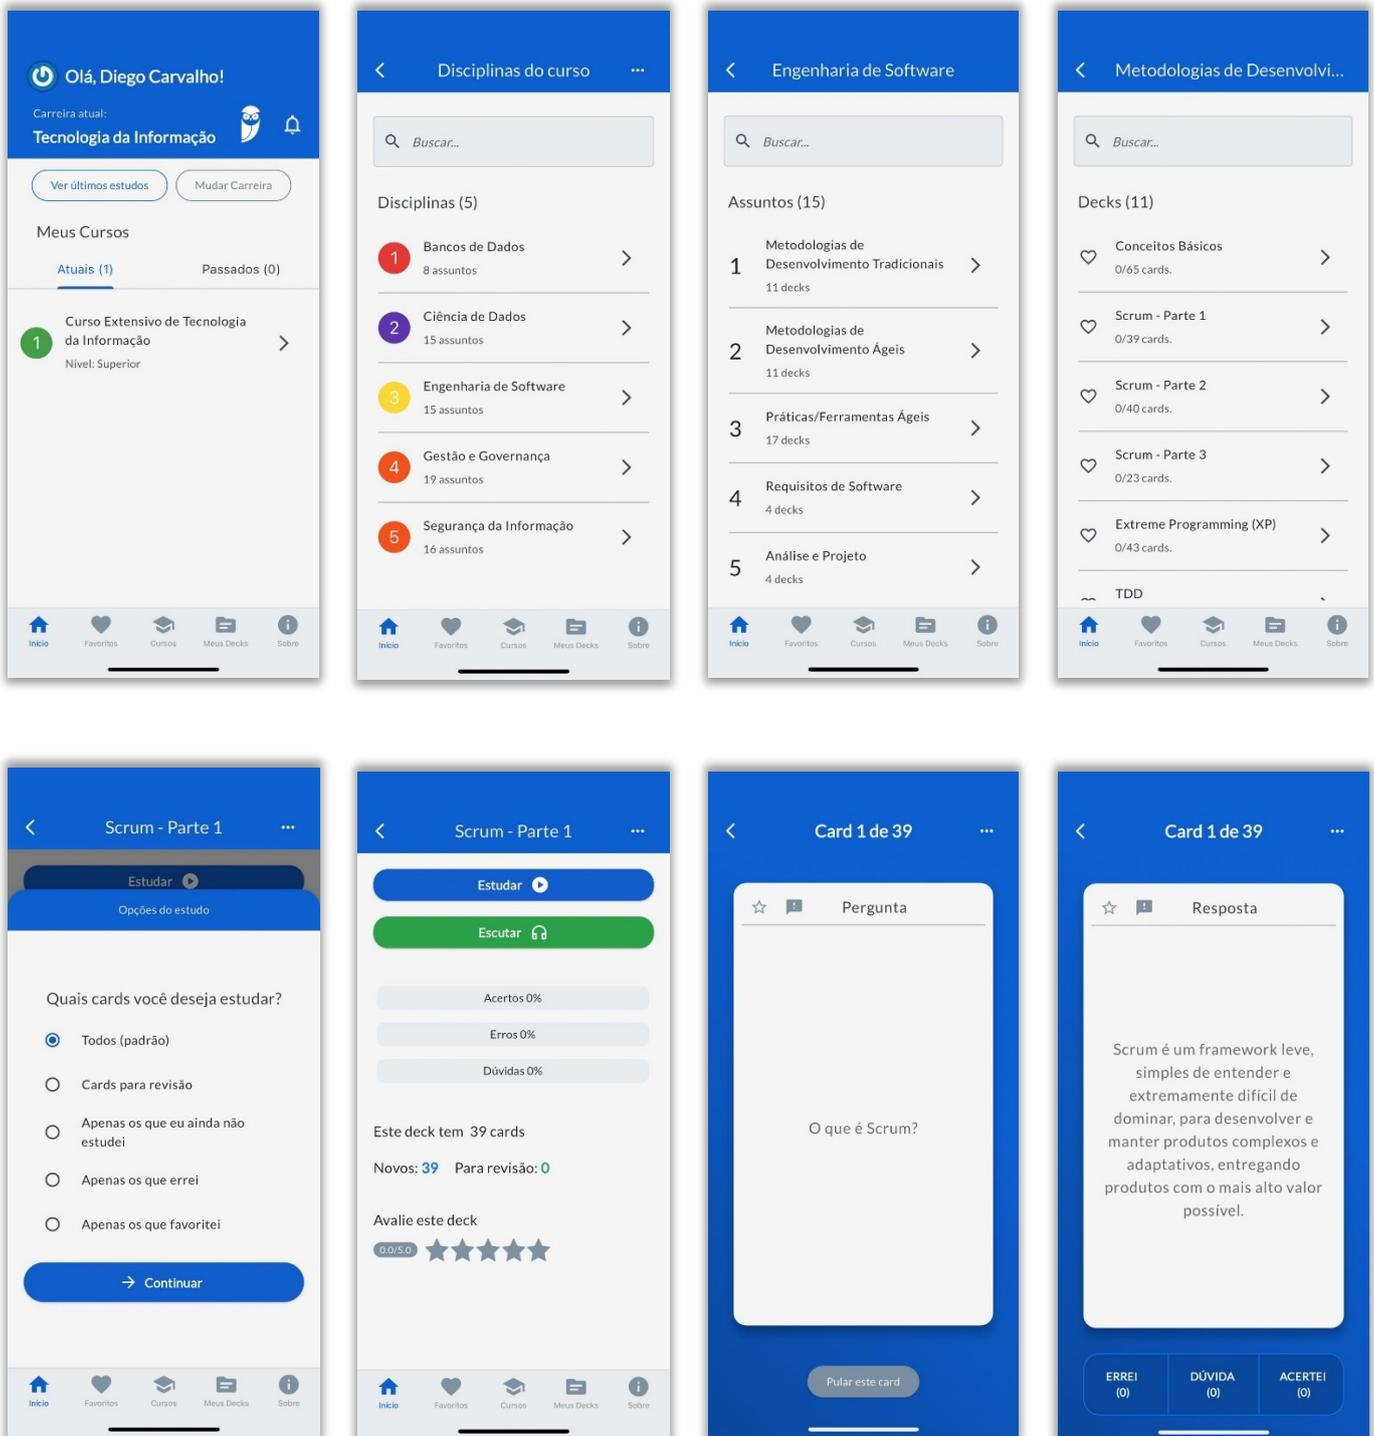 Olá, Diego Carvalho!
Carreira atual:
Tecnologia da Informação
Ver últimos estudos
Mudar Carreira
Meus Cursos
Atuais (1)
Passados (0)
1
Curso Extensivo de Tecnologia
da Informação
Nível: Superior
Início
Favoritos
Cursos
Meus Decks
Sobre
Disciplinas do curso
Buscar...
Disciplinas (5)
1
Bancos de Dados
8 assuntos
2
Ciência de Dados
15 assuntos
3
Engenharia de Software
15 assuntos
4
Gestão e Governança
19 assuntos
5
Segurança da Informação
16 assuntos
Início
Favoritos
Cursos
Meus Decks
Sobre
Engenharia de Software
Buscar...
Assuntos (15)
1
Metodologias de
Desenvolvimento Tradicionais
11 decks
2
Metodologias de
Desenvolvimento Ágeis
11 decks
3
Práticas/Ferramentas Ágeis
17 decks
4
Requisitos de Software
4 decks
5
Análise e Projeto
4 decks
Início
Favoritos
Cursos
Meus Decks
Sobre
Metodologias de Desenvolvi...
Buscar...
Decks (11)
Conceitos Básicos
0/65 cards.
Scrum - Parte 1
0/39 cards.
Scrum - Parte 2
0/40 cards.
Scrum - Parte 3
0/23 cards.
Extreme Programming (XP)
0/43 cards.
TDD
Início
Favoritos
Cursos
Meus Decks
Sobre
Scrum - Parte 1
Estudar
Opções do estudo
Quais cards você deseja estudar?
Todos (padrão)
Cards para revisão
Apenas os que eu ainda não
estudei
Apenas os que errei
Apenas os que favoritei
Continuar
Início
Favoritos
Cursos
Meus Decks
Sobre
Scrum - Parte 1
Estudar
Escutar
Acertos 0%
Erros 0%
Dúvidas 0%
Este deck tem 39 cards
Novos: 39 Para revisão: 0
Avalie este deck
0.0/5.0
Início
Favoritos
Cursos
Meus Decks
Sobre
Card 1 de 39
Pergunta
O que é Scrum?
Pular este card
Card 1 de 39
Resposta
Scrum é um framework leve,
simples de entender e
extremamente difícil de
dominar, para desenvolver e
manter produtos complexos e
adaptativos, entregando
produtos com o mais alto valor
possível.
ERREI
(0)
DÚVIDA
(0)
ACERTEI
(0)